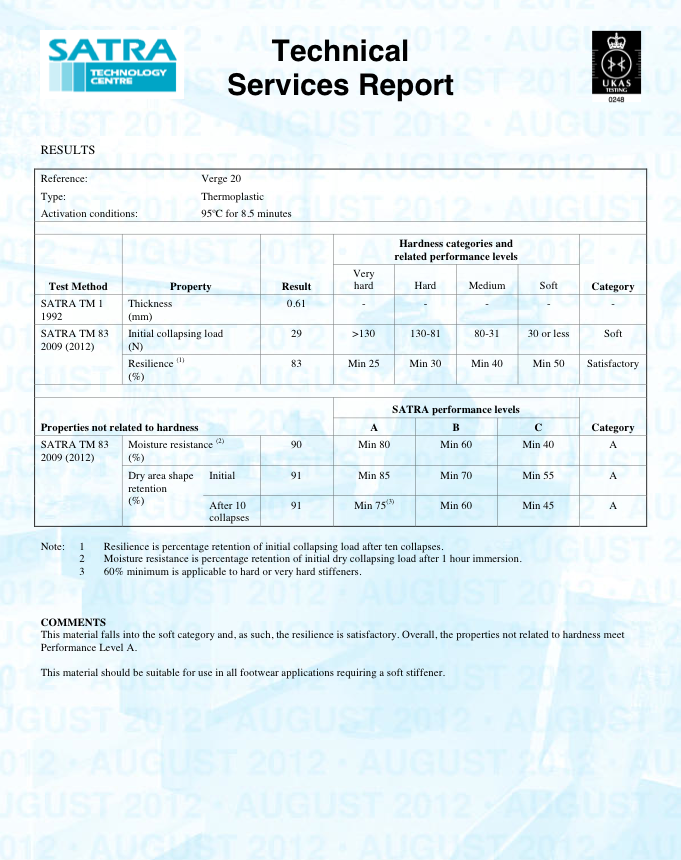 SATRA
TECHNOLOGY
CENTRE
Technical
Services Report
UKAS
TESTING
0248
RESULTS
Reference: Verge 20
Type: Thermoplastic
Activation conditions: 95ºC for 8.5 minutes
Hardness categories and
related performance levels
Test Method Property Result Very hard Hard Medium Soft Category
SATRA TM 1 1992 Thickness (mm) 0.61 - - - - -
SATRA TM 83 2009 (2012) Initial collapsing load (N) 29 >130 130-81 80-31 30 or less Soft
Resilience (1) (%) 83 Min 25 Min 30 Min 40 Min 50 Satisfactory
SATRA performance levels
Properties not related to hardness A B C Category
SATRA TM 83 2009 (2012) Moisture resistance (2) (%) 90 Min 80 Min 60 Min 40 A
Dry area shape retention (%) Initial 91 Min 85 Min 70 Min 55 A
After 10 collapses 91 Min 75(3) Min 60 Min 45 A
Note: 1 Resilience is percentage retention of initial collapsing load after ten collapses.
2 Moisture resistance is percentage retention of initial dry collapsing load after 1 hour immersion.
3 60% minimum is applicable to hard or very hard stiffeners.
COMMENTS
This material falls into the soft category and, as such, the resilience is satisfactory. Overall, the properties not related to hardness meet
Performance Level A.
This material should be suitable for use in all footwear applications requiring a soft stiffener.
AUGUST 2012 • AUGUST 2012 • AUGUST 2012